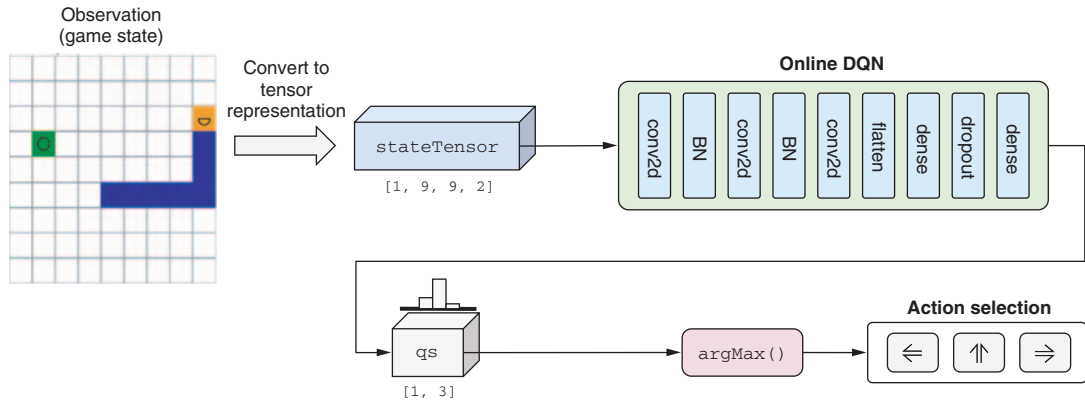 Observation
(game state)
Convert to
tensor
representation
stateTensor
[1, 9, 9, 2]
Online DQN
conv2d
BN
conv2d
BN
conv2d
flatten
dense
dropout
dense
qs
[1, 3]
argMax()
Action selection